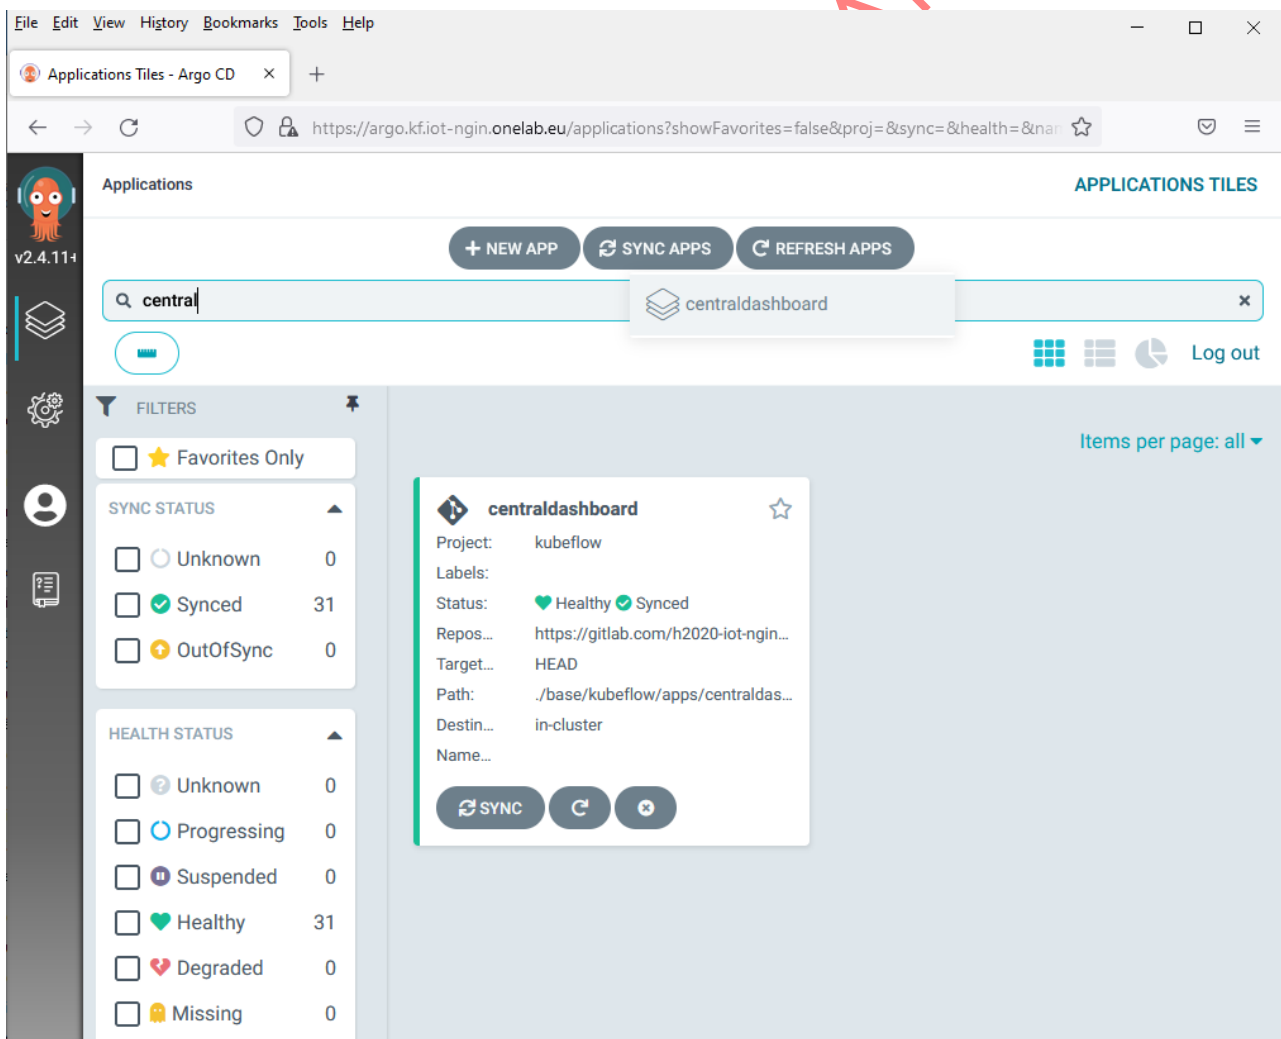 File Edit View History Bookmarks Tools Help
Applications Tiles - Argo CD
https://argo.kf.iot-ngin.onelab.eu/applications?showFavorites=false&proj=&sync=&health=&nam
Applications
APPLICATIONS TILES
v2.4.11+
NEW APP
SYNC APPS
REFRESH APPS
central
centraldashboard
Log out
FILTERS
Items per page: all
Favorites Only
SYNC STATUS
Unknown 0
Synced 31
OutOfSync 0
HEALTH STATUS
Unknown 0
Progressing 0
Suspended 0
Healthy 31
Degraded 0
Missing 0
centraldashboard
Project: kubeflow
Labels:
Status: Healthy Synced
Repos... https://gitlab.com/h2020-iot-ngin...
Target... HEAD
Path: ./base/kubeflow/apps/centraldas...
Destin... in-cluster
Name...
SYNC